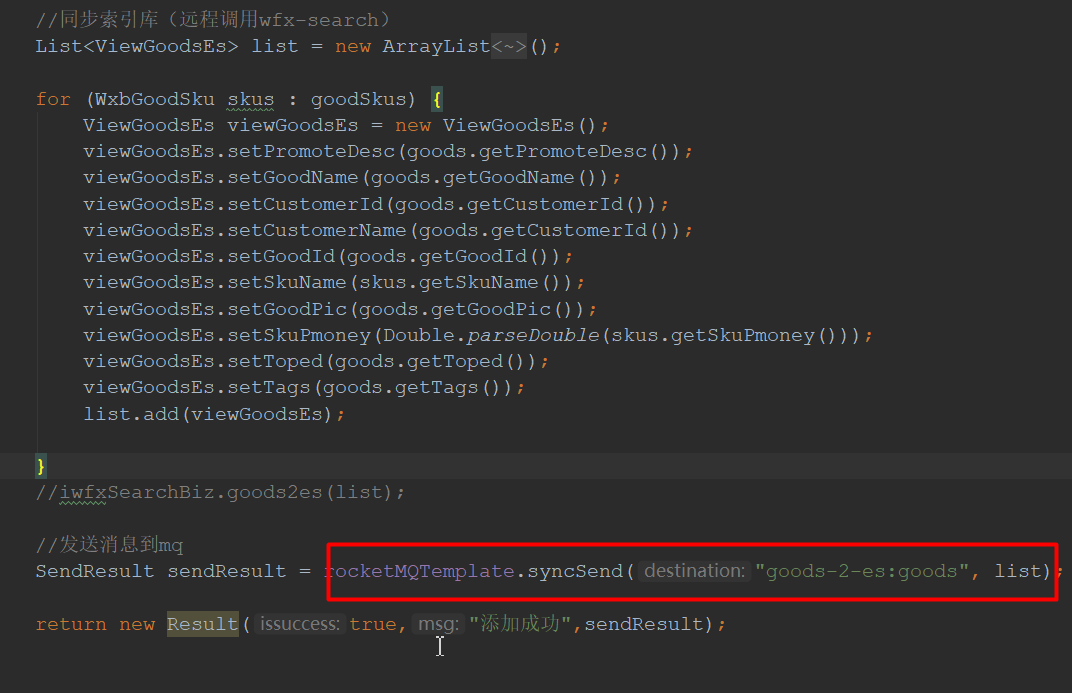 //同步索引库（远程调用wfx-search）
List<ViewGoodsEs> list = new ArrayList<~>();
for (WxbGoodSku skus : goodSkus) {
ViewGoodsEs viewGoodsEs = new ViewGoodsEs();
viewGoodsEs.setPromoteDesc(goods.getPromoteDesc());
viewGoodsEs.setGoodName(goods.getGoodName());
viewGoodsEs.setCustomerId(goods.getCustomerId());
viewGoodsEs.setCustomerName(goods.getCustomerId());
viewGoodsEs.setGoodId(goods.getGoodId());
viewGoodsEs.setSkuName(skus.getSkuName());
viewGoodsEs.setGoodPic(goods.getGoodPic());
viewGoodsEs.setSkuPmoney(Double.parseDouble(skus.getSkuPmoney()));
viewGoodsEs.setToped(goods.getToped());
viewGoodsEs.setTags(goods.getTags());
list.add(viewGoodsEs);
}
//iwfxSearchBiz.goods2es(list);
//发送消息到mq
SendResult sendResult = rocketMQTemplate.syncSend( destination: "goods-2-es:goods", list);
return new Result( issuccess: true, msg: "添加成功",sendResult);